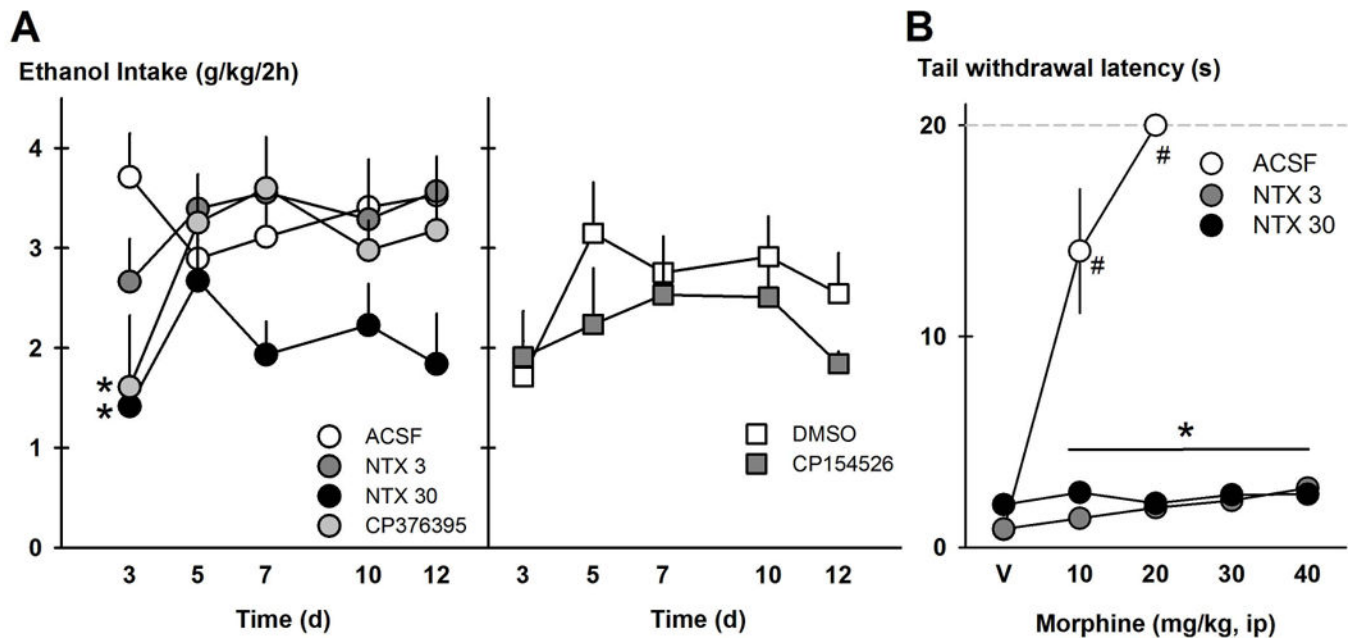 A
Ethanol Intake (g/kg/2h)
4
3
2
1
0
*
*
ACSF
NTX 3
NTX 30
CP376395
3 5 7 10 12
Time (d)
DMSO
CP154526
3 5 7 10 12
Time (d)
B
Tail withdrawal latency (s)
20
10
0
#
#
*
ACSF
NTX 3
NTX 30
V 10 20 30 40
Morphine (mg/kg, ip)